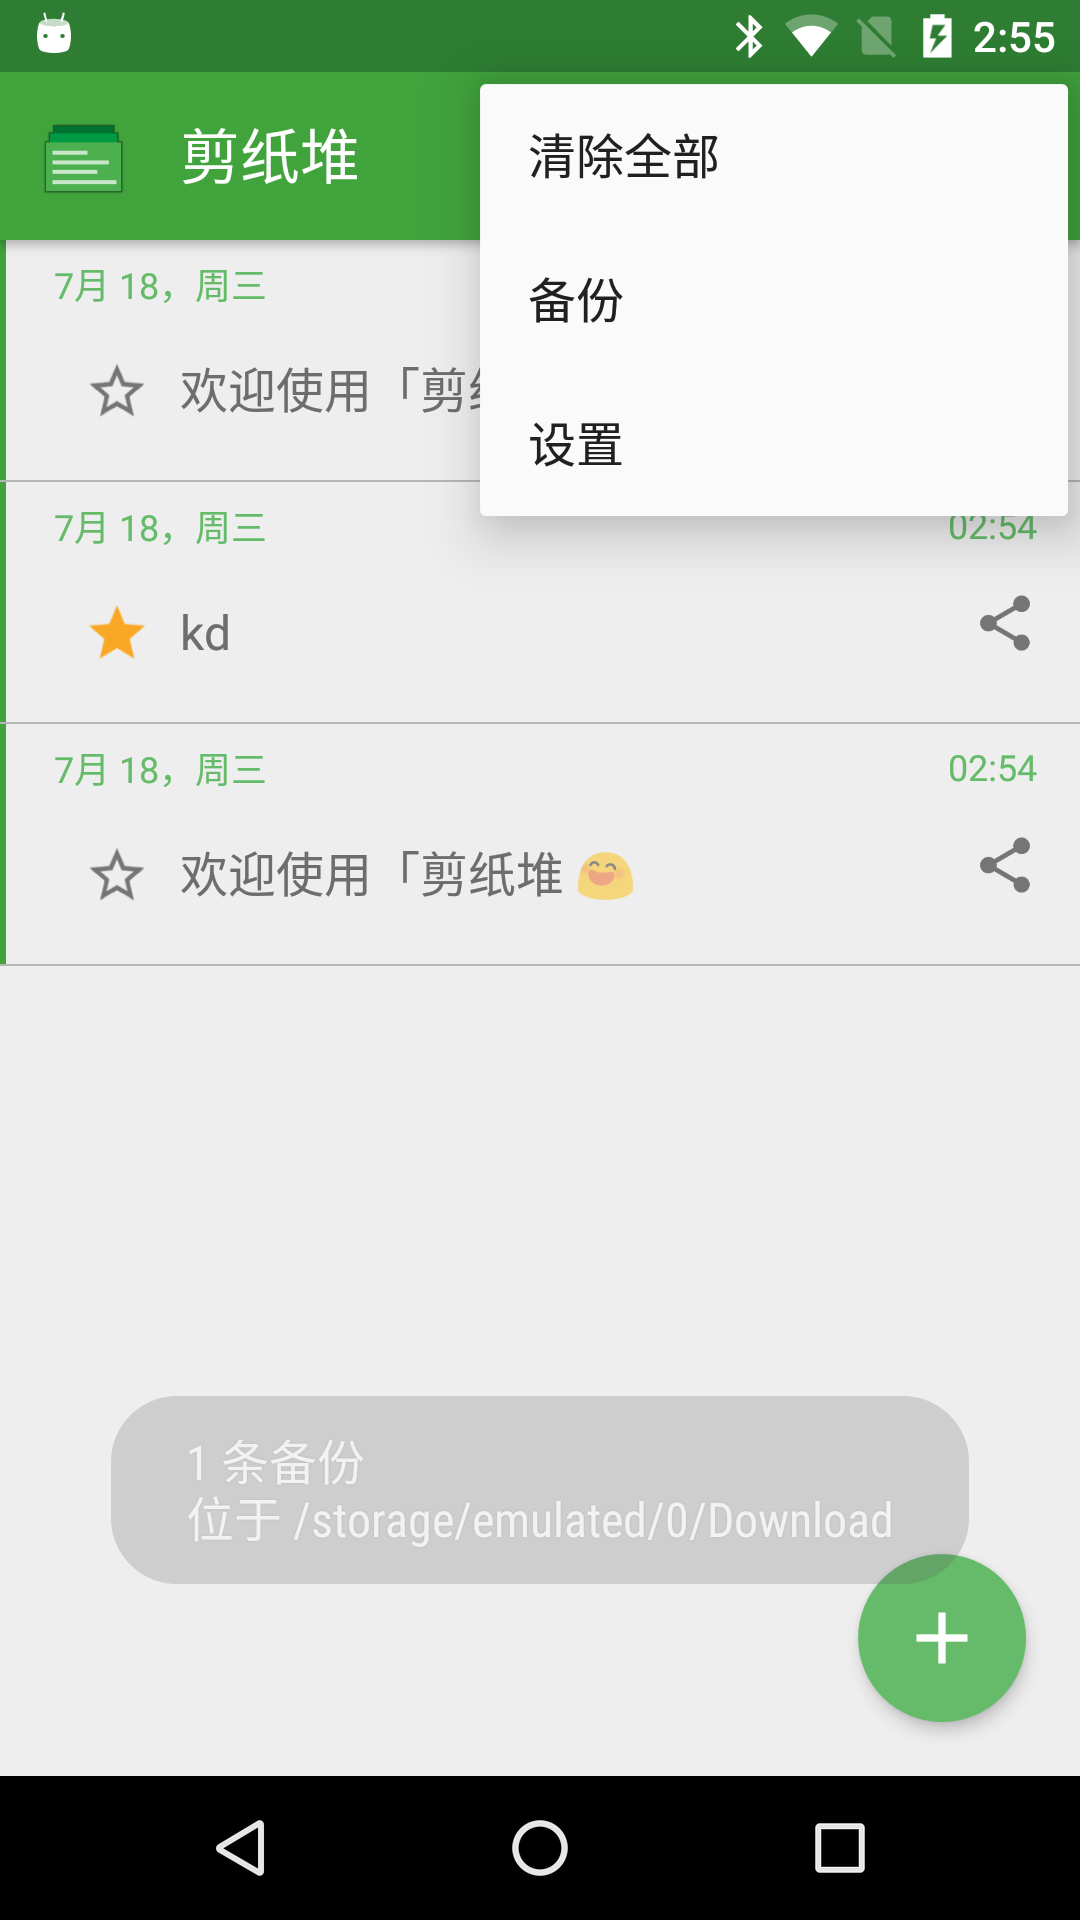 2:55
剪纸堆
清除全部
备份
设置
7月 18，周三
欢迎使用「剪
7月 18，周三
02:54
kd
7月 18，周三
02:54
欢迎使用「剪纸堆 😄
1 条备份
位于 /storage/emulated/0/Download